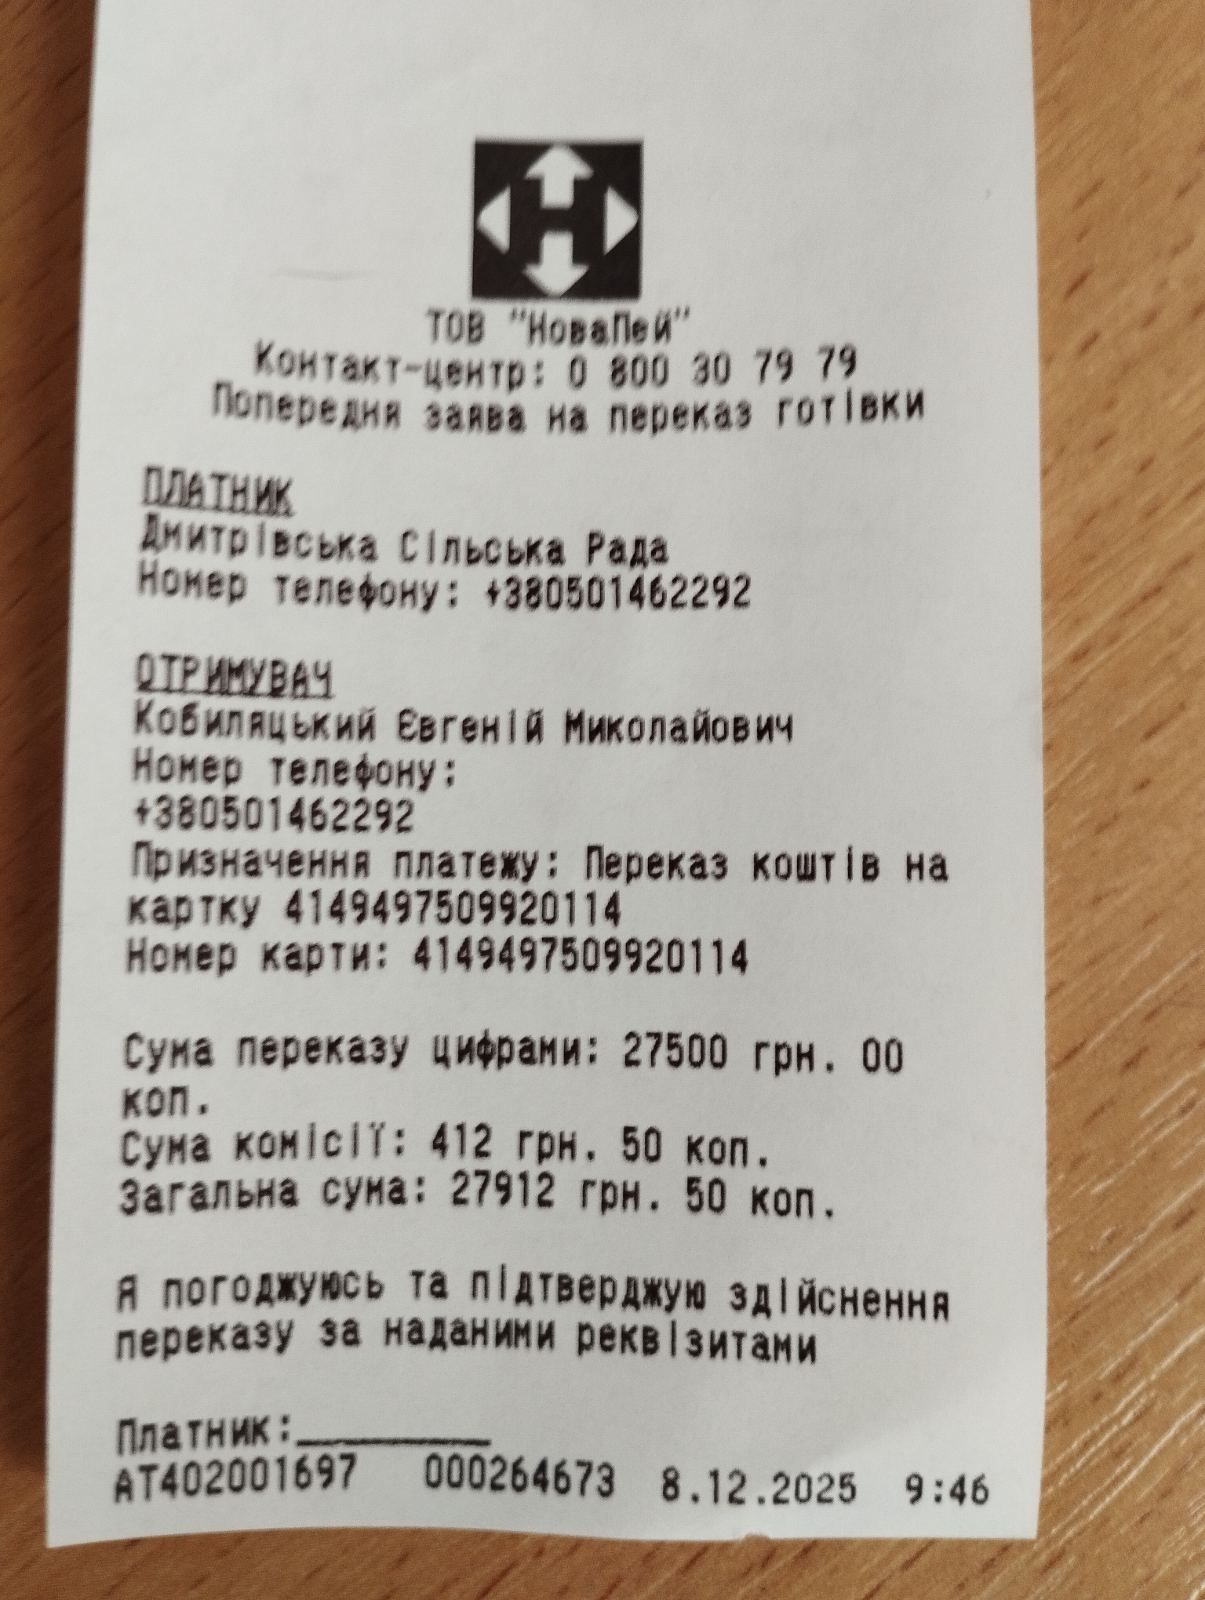 ТОВ "НоваПей"
Контакт-центр: 0 800 30 79 79
Попередня заява на переказ готівки
ПЛАТНИК
Дмитрівська Сільська Рада
Номер телефону: +380501462292
ОТРИМУВАЧ
Кобиляцький Євгеній Миколайович
Номер телефону:
+380501462292
Призначення платежу: Переказ коштів на
картку 4149497509920114
Номер карти: 4149497509920114
Сума переказу цифрами: 27500 грн. 00
коп.
Сума комісії: 412 грн. 50 коп.
Загальна сума: 27912 грн. 50 коп.
Я погоджуюсь та підтверджую здійснення
переказу за наданими реквізитами
Платник:__________
АТ402001697 000264673 8.12.2025 9:46